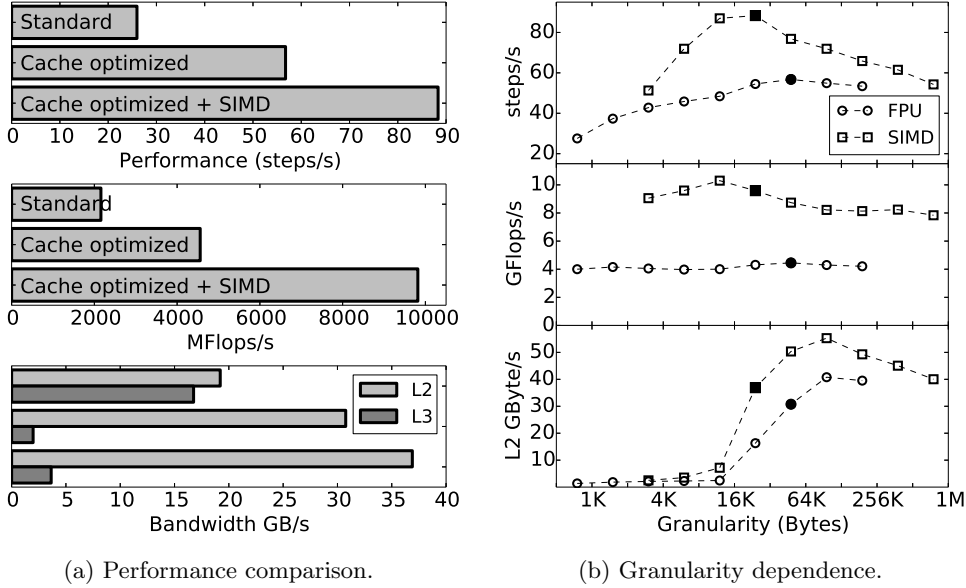 Standard
Cache optimized
Cache optimized + SIMD
0 10 20 30 40 50 60 70 80 90
Performance (steps/s)
Standard
Cache optimized
Cache optimized + SIMD
0 2000 4000 6000 8000 10000
MFlops/s
L2
L3
0 5 10 15 20 25 30 35 40
Bandwidth GB/s
(a) Performance comparison.
80
60
40
20
steps/s
FPU
SIMD
10
8
6
4
2
0
GFlops/s
50
40
30
20
10
L2 GByte/s
1K 4K 16K 64K 256K 1M
Granularity (Bytes)
(b) Granularity dependence.